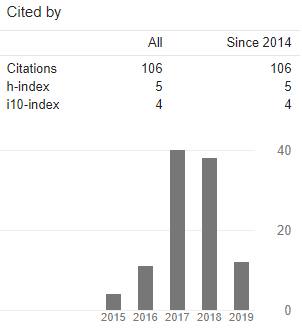 Cited by
All Since 2014
Citations 106 106
h-index 5 5
i10-index 4 4
40
20
0
2015 2016 2017 2018 2019